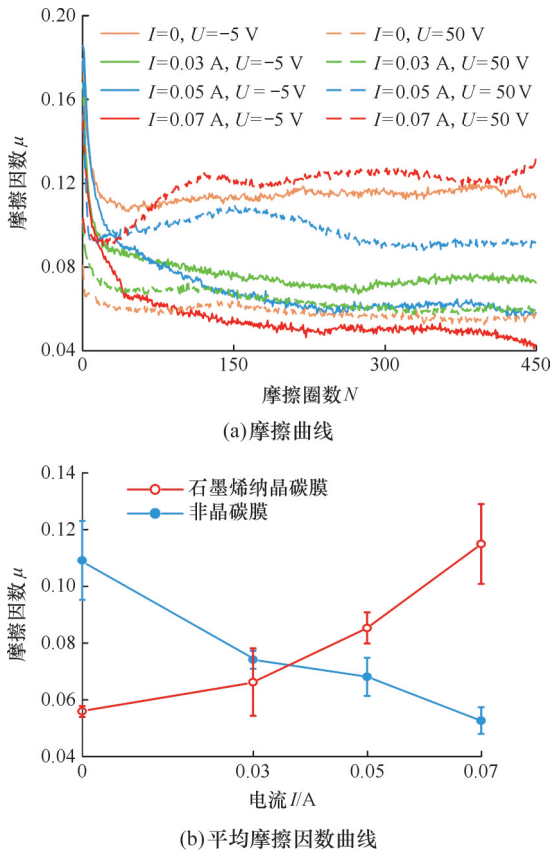 0.20
0.16
0.12
0.08
0.04
摩擦因数μ
I=0, U=−5 V
I=0.03 A, U=−5 V
I=0.05 A, U=−5 V
I=0.07 A, U=−5 V
I=0, U=50 V
I=0.03 A, U=50 V
I=0.05 A, U=50 V
I=0.07 A, U=50 V
0 150 300 450
摩擦圈数N
(a)摩擦曲线
0.14
0.12
0.10
0.08
0.06
0.04
摩擦因数μ
石墨烯纳晶碳膜
非晶碳膜
0 0.03 0.05 0.07
电流I/A
(b)平均摩擦因数曲线